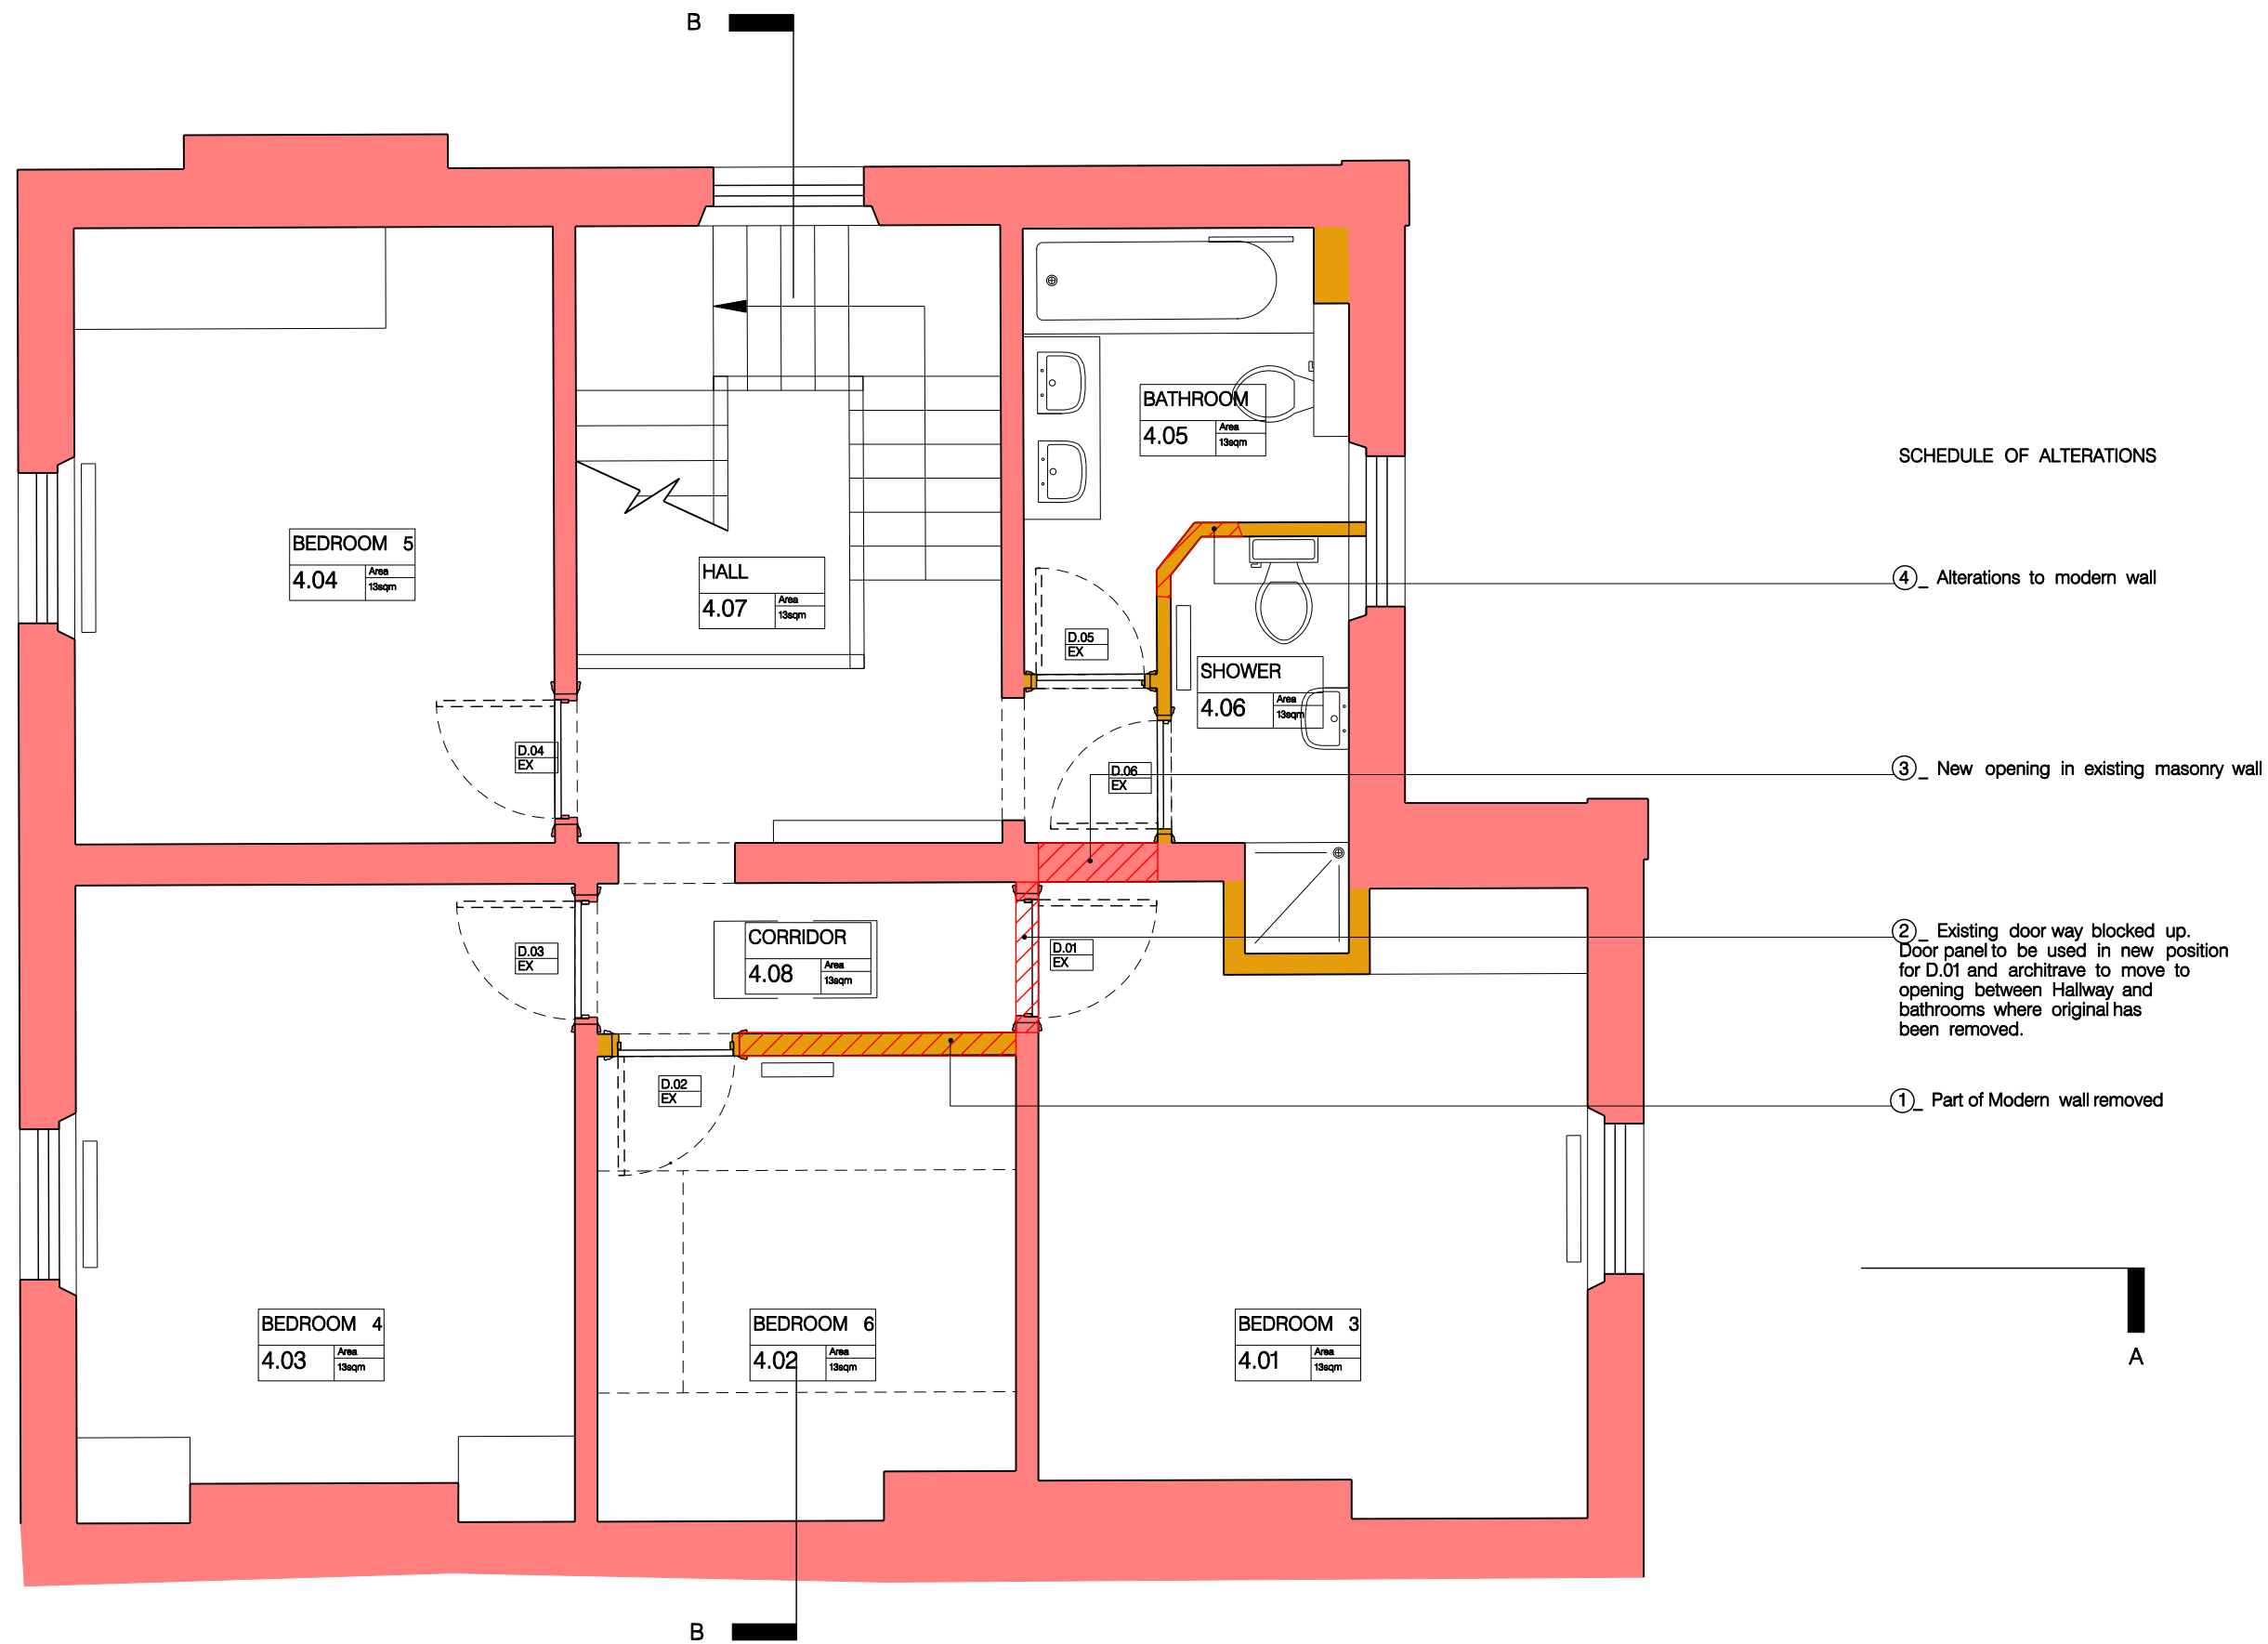 B
BEDROOM 5
4.04
Area
13sqm
HALL
4.07
Area
13sqm
BATHROOM
4.05
Area
13sqm
SHOWER
4.06
Area
13sqm
D.05
EX
D.04
EX
D.06
EX
D.03
EX
CORRIDOR
4.08
Area
13sqm
D.01
EX
D.02
EX
BEDROOM 4
4.03
Area
13sqm
BEDROOM 6
4.02
Area
13sqm
BEDROOM 3
4.01
Area
13sqm
SCHEDULE OF ALTERATIONS
4_ Alterations to modern wall
3_ New opening in existing masonry wall
2_ Existing door way blocked up.
Door panel to be used in new position
for D.01 and architrave to move to
opening between Hallway and
bathrooms where original has
been removed.
1_ Part of Modern wall removed
A
B